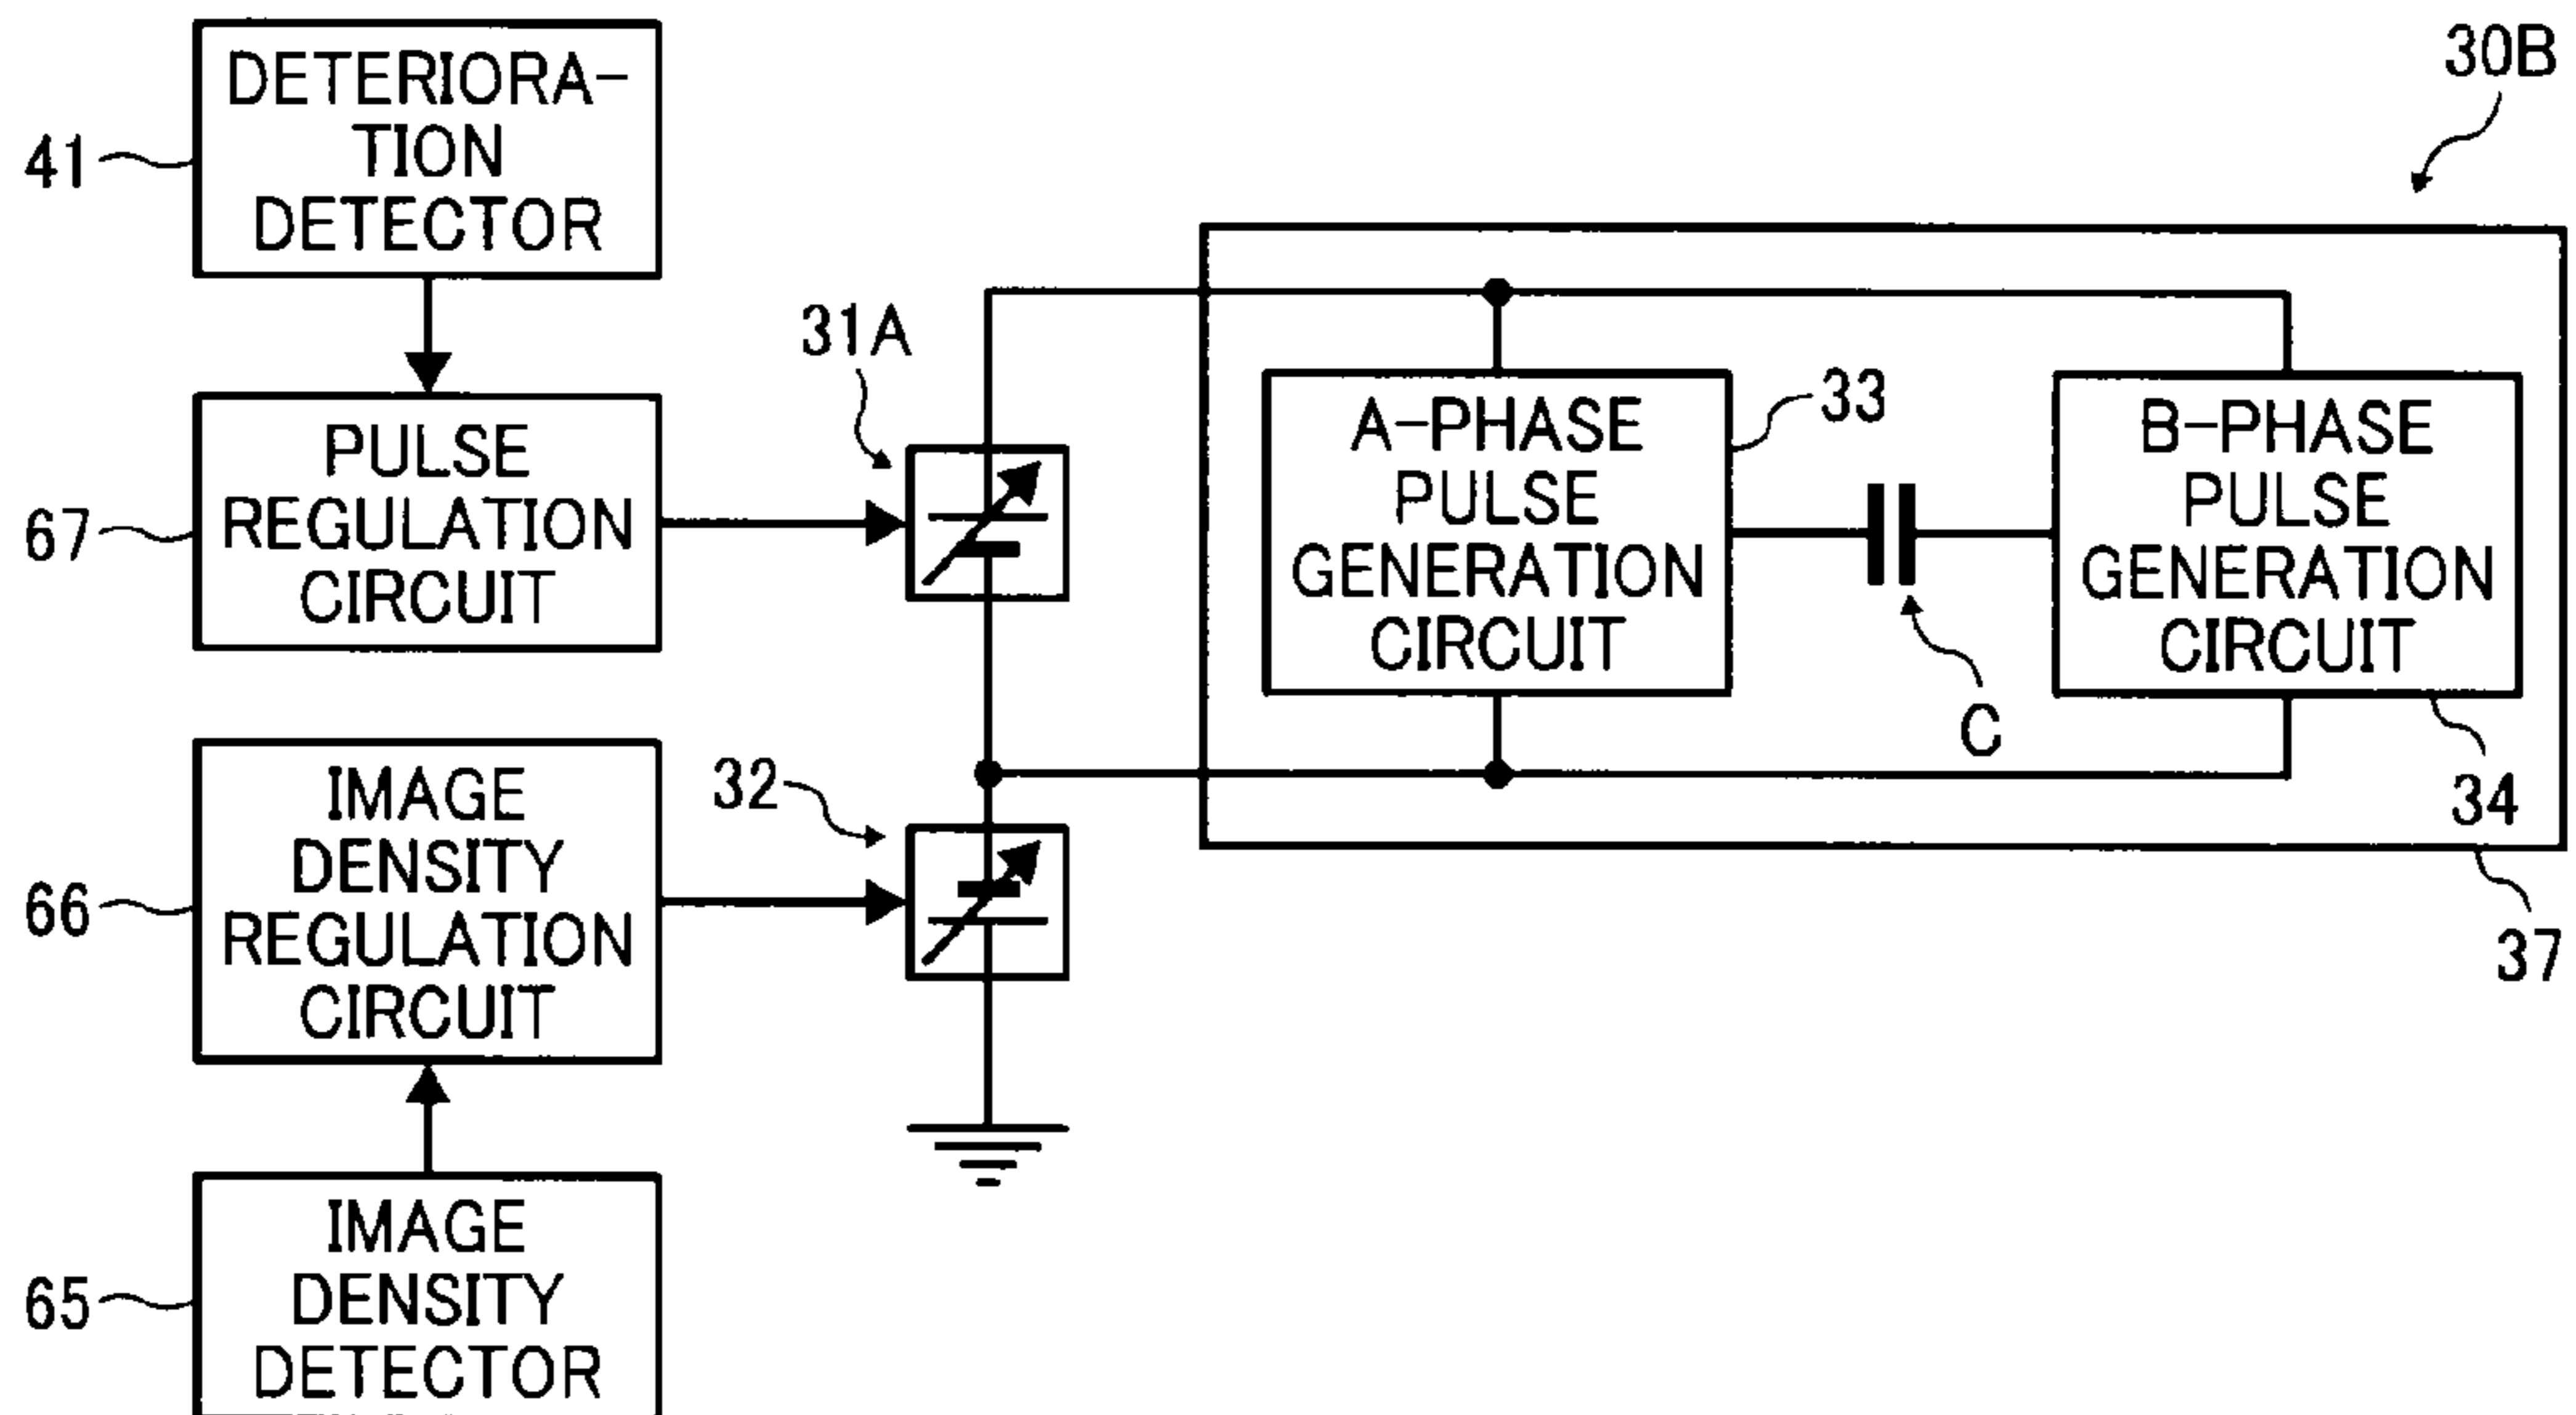 30B
DETERIORA-
TION
DETECTOR
41
31A
PULSE
REGULATION
CIRCUIT
67
A-PHASE
PULSE
GENERATION
CIRCUIT
33
B-PHASE
PULSE
GENERATION
CIRCUIT
C
34
37
32
IMAGE
DENSITY
REGULATION
CIRCUIT
66
IMAGE
DENSITY
DETECTOR
65